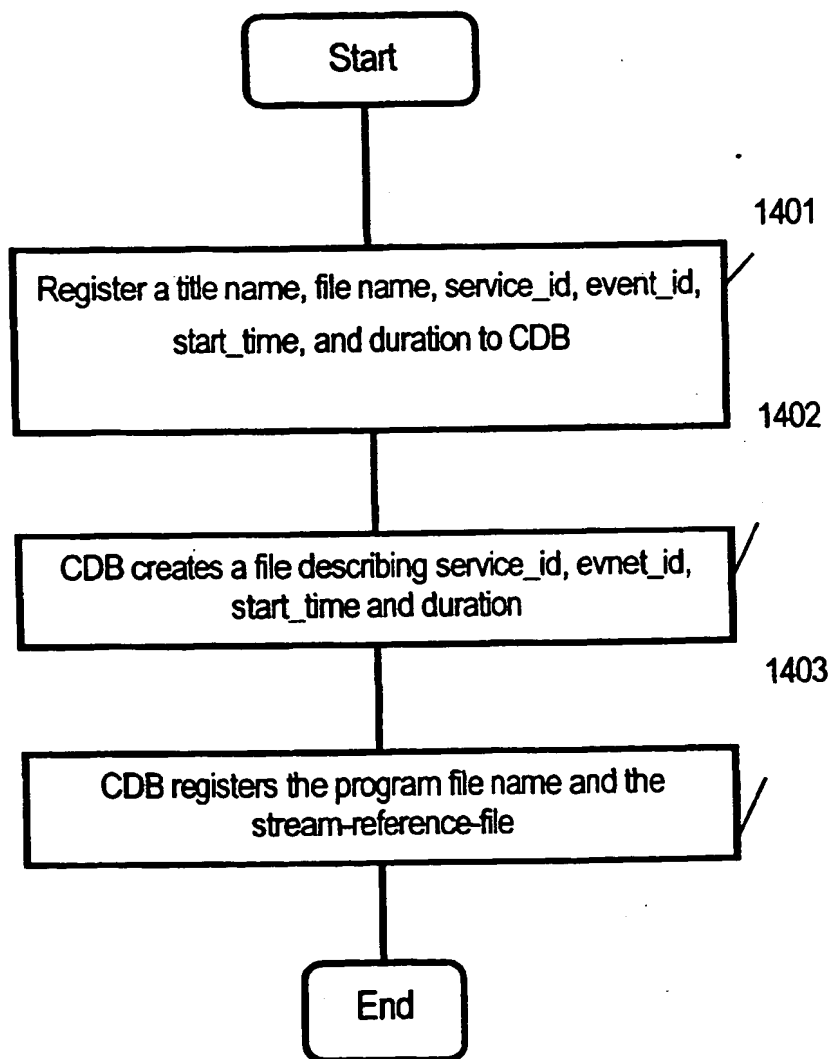 Start
1401
Register a title name, file name, service_id, event_id,
start_time, and duration to CDB
1402
CDB creates a file describing service_id, evnet_id,
start_time and duration
1403
CDB registers the program file name and the
stream-reference-file
End